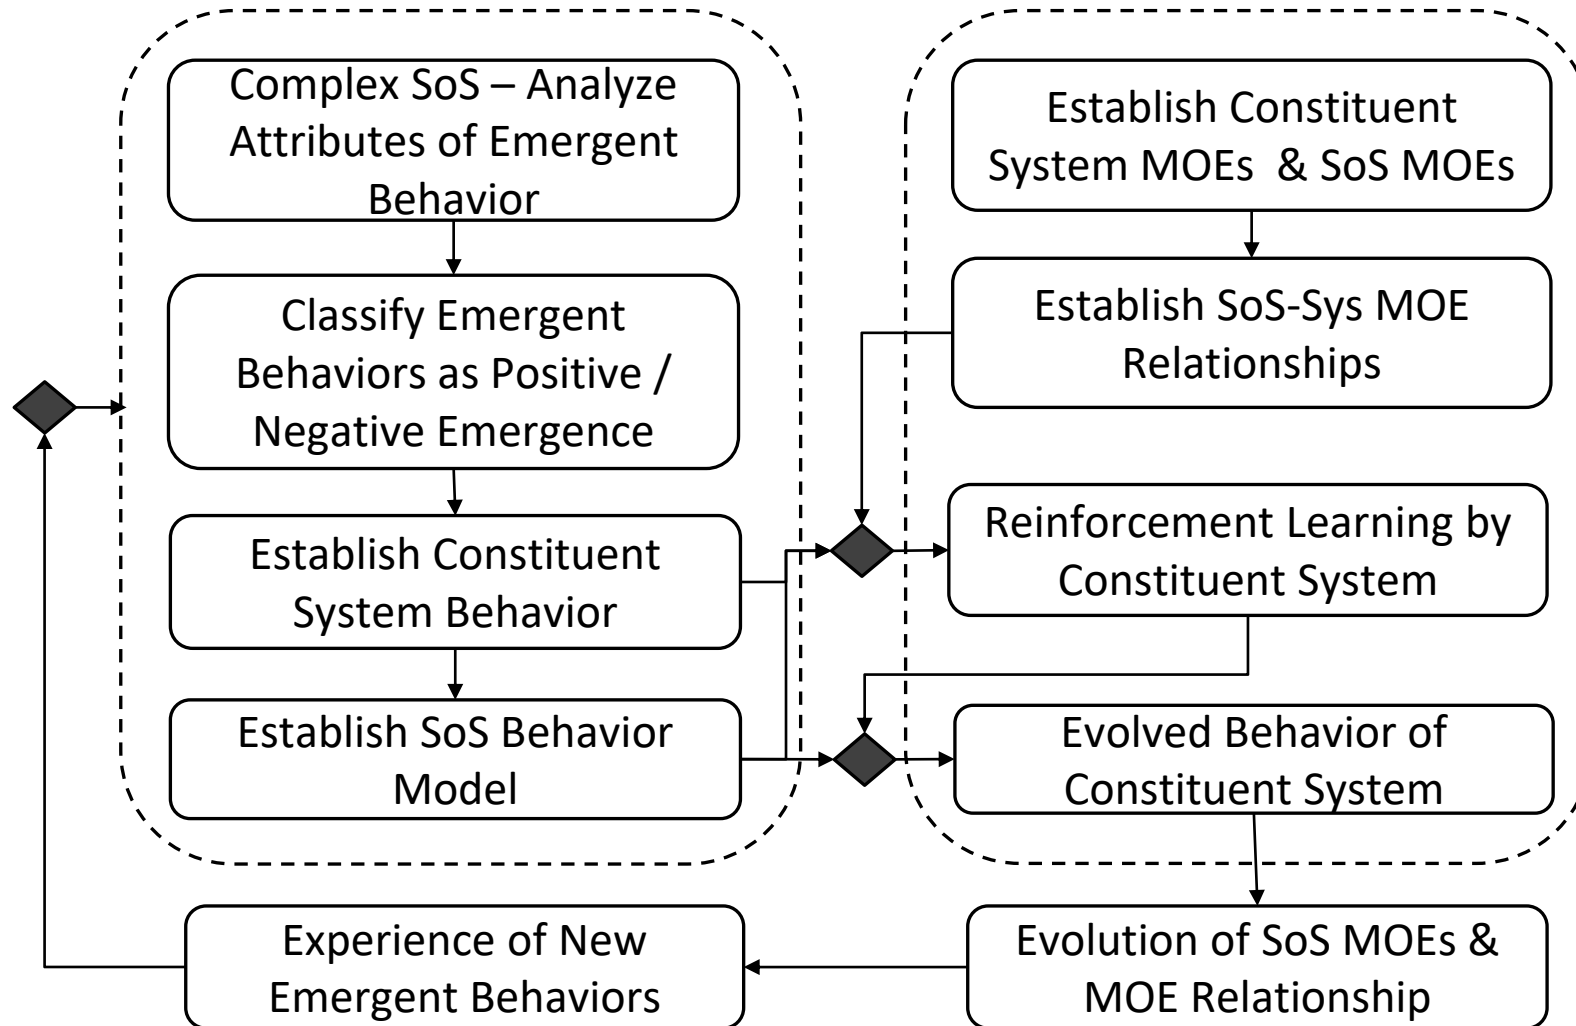 Complex SoS – Analyze
Attributes of Emergent
Behavior
Classify Emergent
Behaviors as Positive /
Negative Emergence
Establish Constituent
System Behavior
Establish SoS Behavior
Model
Establish Constituent
System MOEs & SoS MOEs
Establish SoS-Sys MOE
Relationships
Reinforcement Learning by
Constituent System
Evolved Behavior of
Constituent System
Evolution of SoS MOEs &
MOE Relationship
Experience of New
Emergent Behaviors